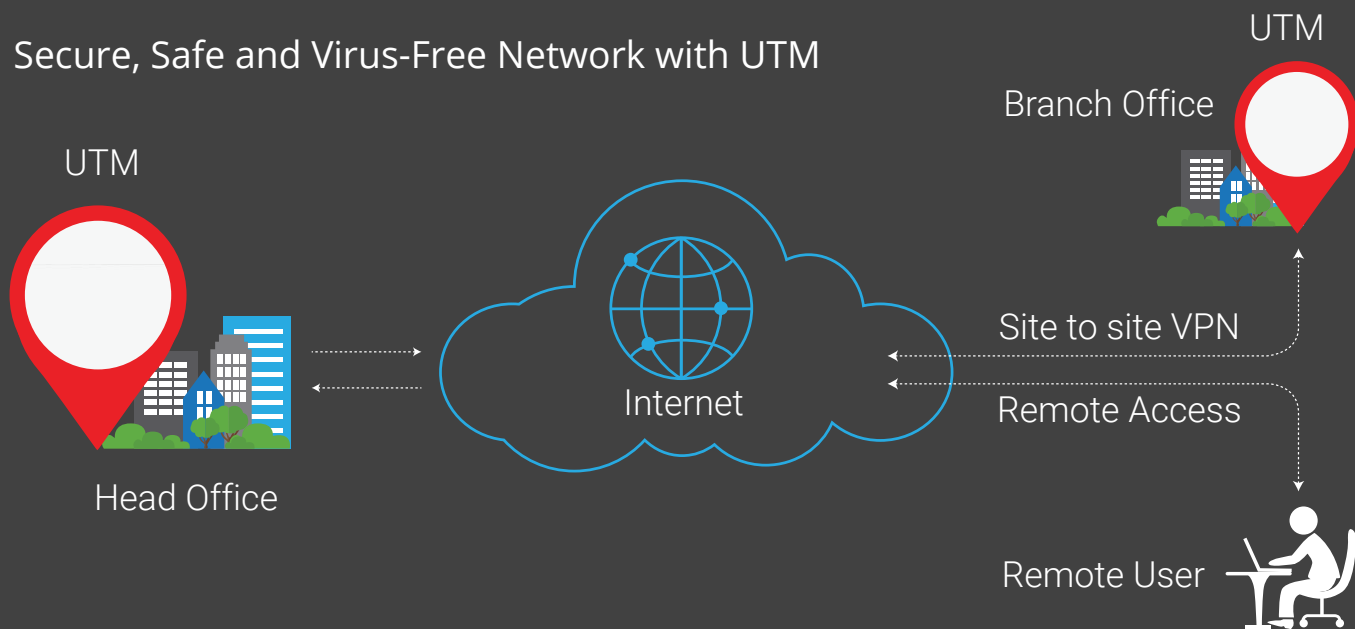 Secure, Safe and Virus-Free Network with UTM
UTM
Branch Office
UTM
Internet
Site to site VPN
Remote Access
Head Office
Remote User